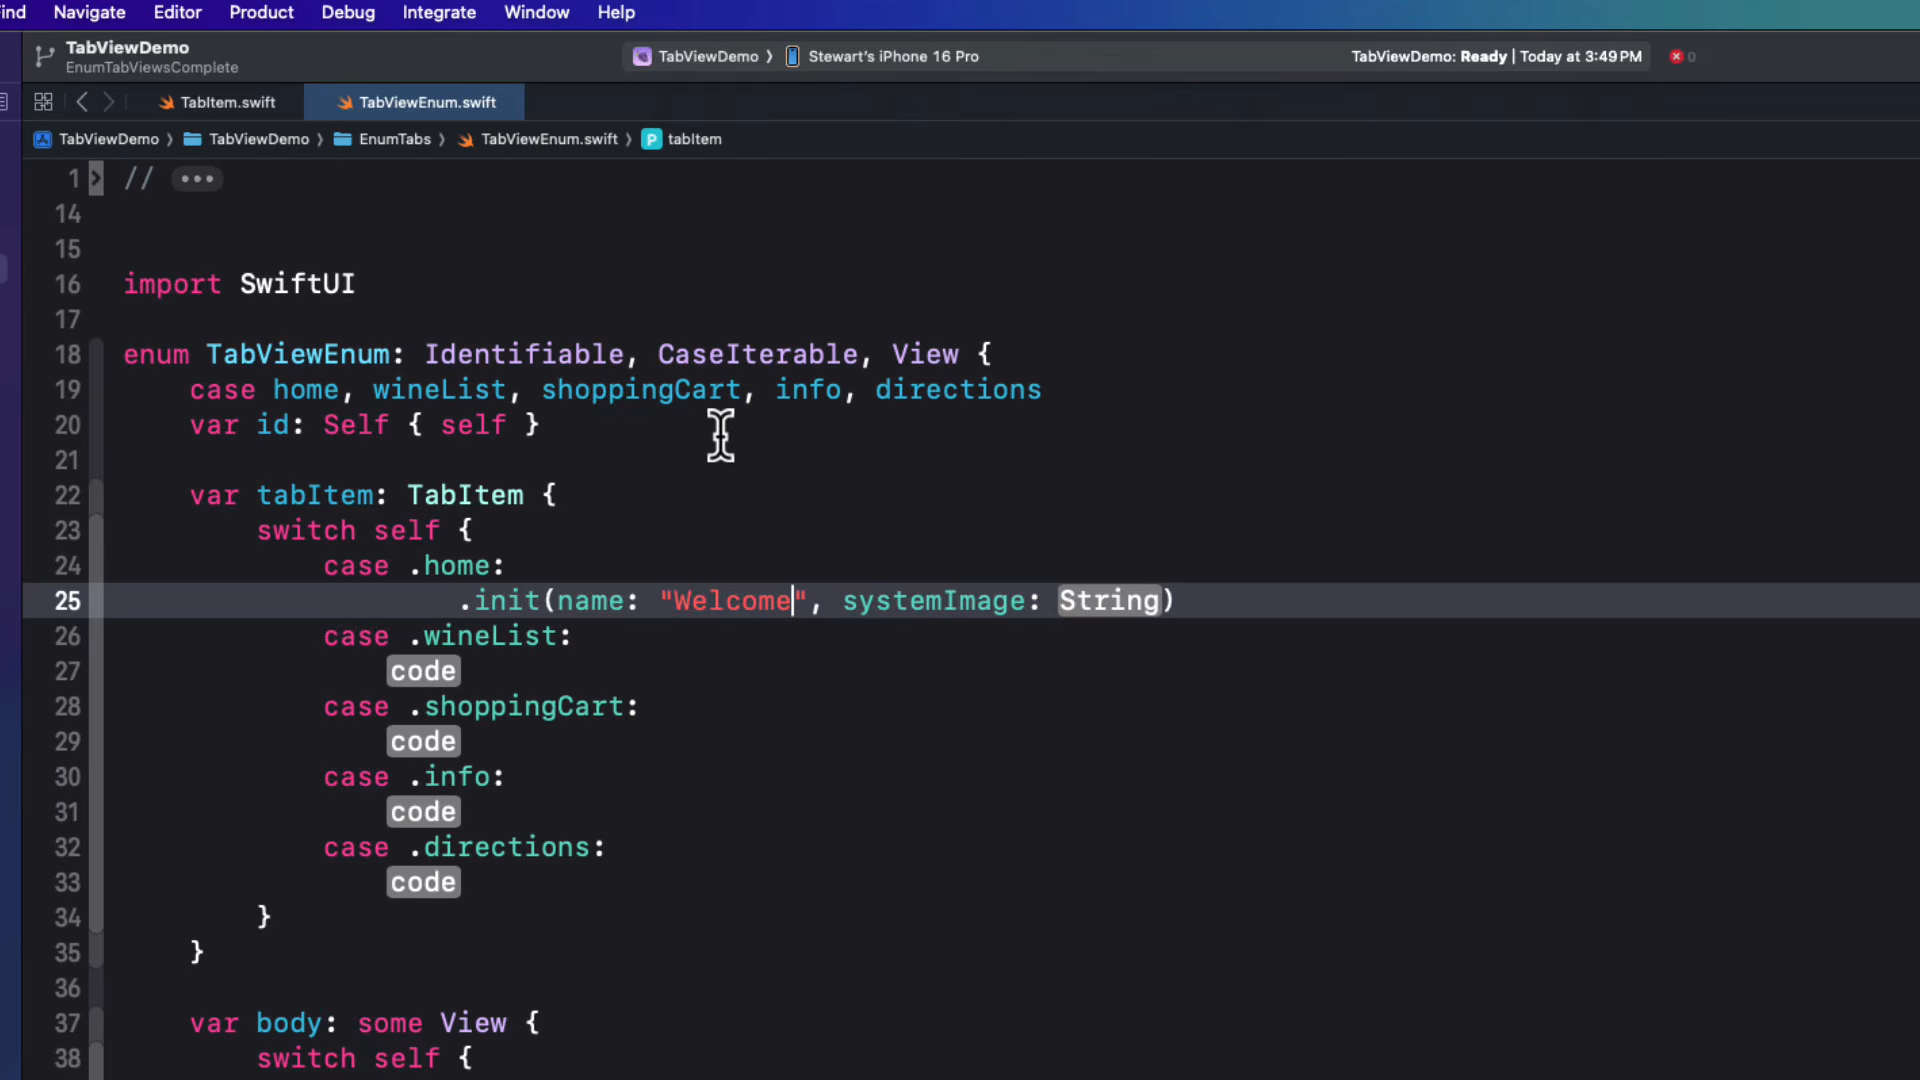 ind Navigate Editor Product Debug Integrate Window Help
TabViewDemo
EnumTabViewsComplete
TabViewDemo 〉 Stewart's iPhone 16 Pro
TabViewDemo: Ready | Today at 3:49 PM
0
TabItem.swift TabViewEnum.swift
TabViewDemo 〉 TabViewDemo 〉 EnumTabs 〉 TabViewEnum.swift 〉 P tabItem
1 // •••
14
15
16 import SwiftUI
17
18 enum TabViewEnum: Identifiable, CaseIterable, View {
19 case home, wineList, shoppingCart, info, directions
20 var id: Self { self }
21
22 var tabItem: TabItem {
23 switch self {
24 case .home:
25 .init(name: "Welcome", systemImage: String)
26 case .wineList:
27 code
28 case .shoppingCart:
29 code
30 case .info:
31 code
32 case .directions:
33 code
34 }
35 }
36
37 var body: some View {
38 switch self {